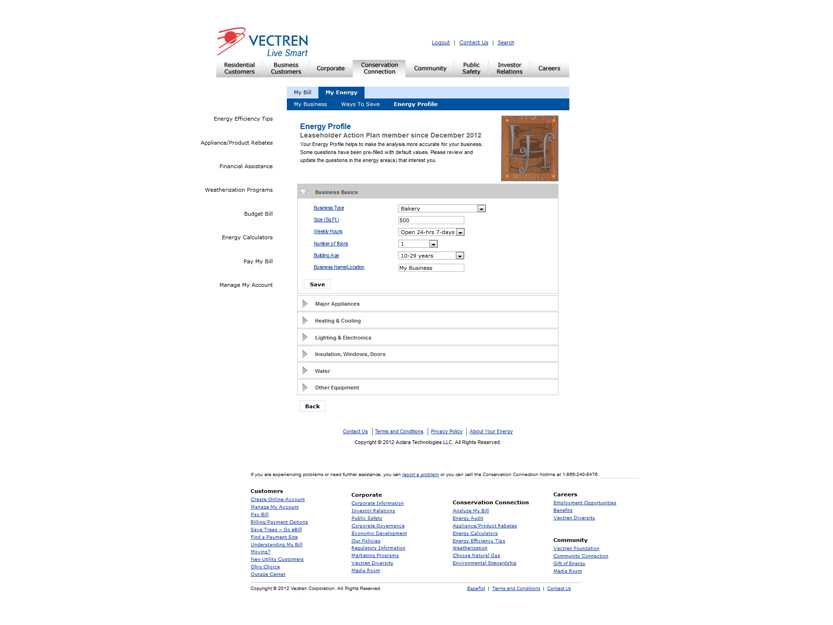 VECTREN
Live Smart
Logout | Contact Us | Search
Residential Customers
Business Customers
Corporate
Conservation Connection
Community
Public Safety
Investor Relations
Careers
My Bill
My Energy
My Business
Ways To Save
Energy Profile
Energy Efficiency Tips
Appliance/Product Rebates
Financial Assistance
Weatherization Programs
Budget Bill
Energy Calculators
Pay My Bill
Manage My Account
Energy Profile
Leaseholder Action Plan member since December 2012
Your Energy Profile helps to make the analysis more accurate for your business.
Some questions have been pre-filled with default values. Please review and
update the questions in the energy area(s) that interest you.
Business Basics
Business Type Bakery
Size (Sq.Ft.) 500
Weekly Hours Open 24-hrs 7-days
Number of floors 1
Building Age 10-29 years
Business Name/Location My Business
Save
Major Appliances
Heating & Cooling
Lighting & Electronics
Insulation, Windows, Doors
Water
Other Equipment
Back
Contact Us | Terms and Conditions | Privacy Policy | About Your Energy
Copyright © 2012 Aclara Technologies LLC. All Rights Reserved
If you are experiencing problems or need further assistance, you can report a problem or you can call the Conservation Connection hotline at 1-866-240-8476.
Customers
Create Online Account
Manage My Account
Pay Bill
Billing/Payment Options
Save Trees – Go eBill
Find a Payment Site
Understanding My Bill
Moving?
New Utility Customers
Ohio Choice
Outage Center
Corporate
Corporate Information
Investor Relations
Public Safety
Corporate Governance
Economic Development
Our Policies
Regulatory Information
Marketing Programs
Vectren Diversity
Media Room
Conservation Connection
Analyze My Bill
Energy Audit
Appliance/Product Rebates
Energy Calculators
Energy Efficiency Tips
Weatherization
Choose Natural Gas
Environmental Stewardship
Careers
Employment Opportunities
Benefits
Vectren Diversity
Community
Vectren Foundation
Community Connection
Gift of Energy
Media Room
Copyright © 2012 Vectren Corporation. All Rights Reserved.
Español | Terms and Conditions | Contact Us